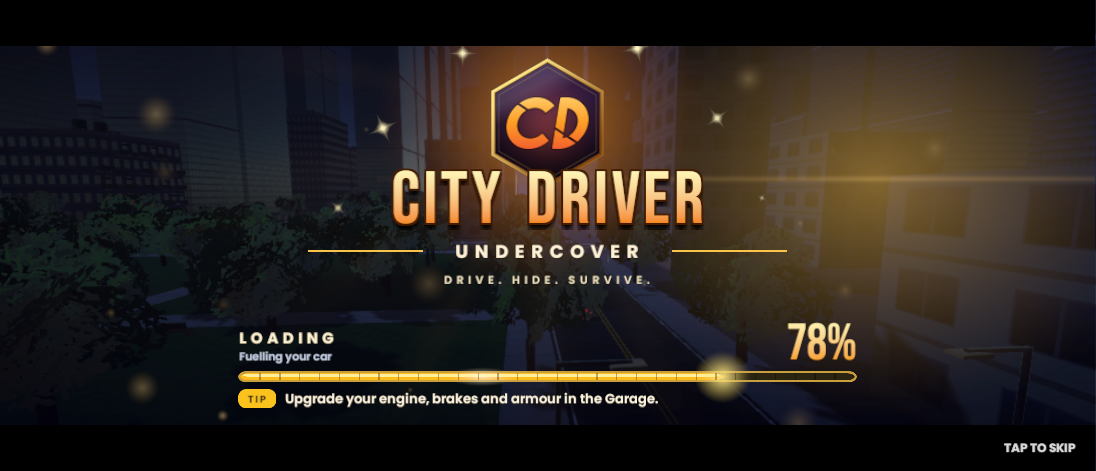 CD
CITY DRIVER
UNDERCOVER
DRIVE. HIDE. SURVIVE.
LOADING
78%
Fuelling your car
TIP Upgrade your engine, brakes and armour in the Garage.
TAP TO SKIP